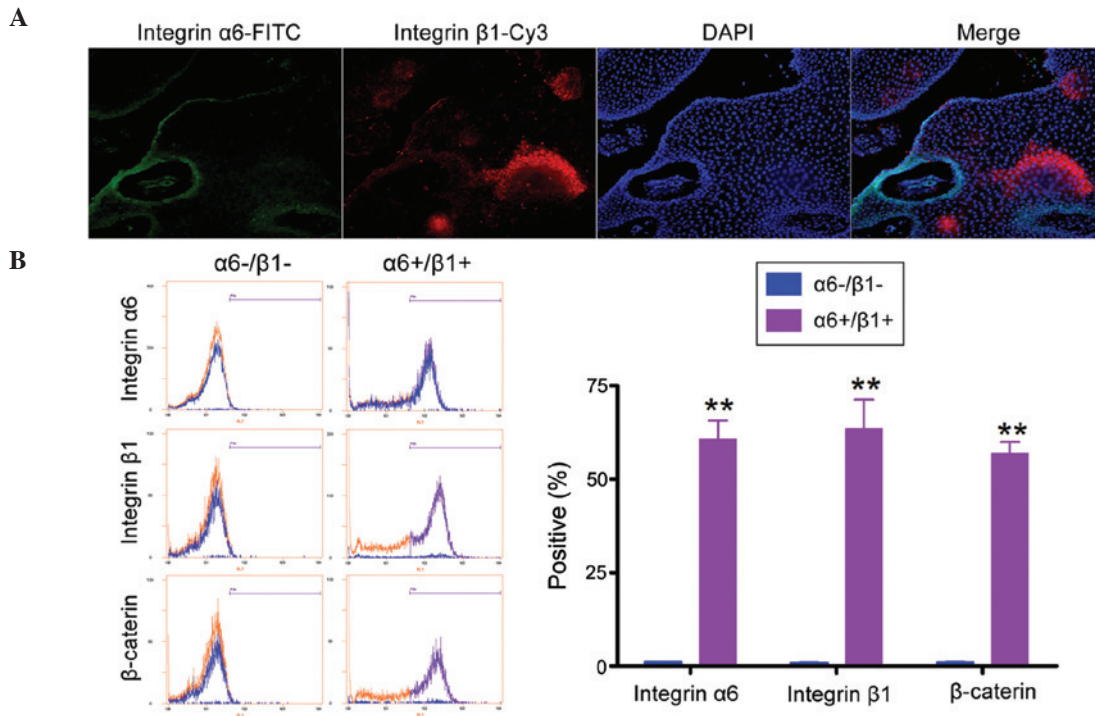 A
Integrin α6-FITC
Integrin β1-Cy3
DAPI
Merge
B
α6-/β1-
α6+/β1+
Integrin α6
Integrin β1
β-caterin
α6-/β1-
α6+/β1+
Positive (%)
75
50
25
0
**
**
**
Integrin α6
Integrin β1
β-caterin